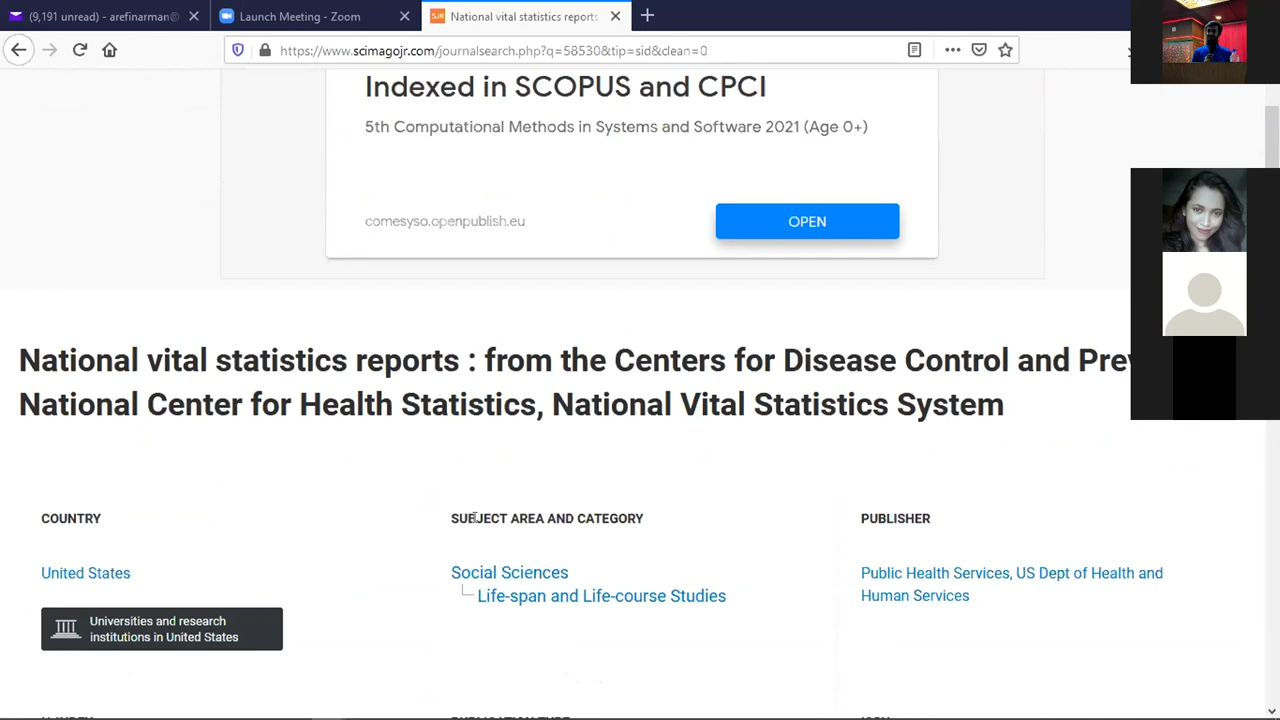 (9,191 unread) - arefinarman@
Launch Meeting - Zoom
SJR
National vital statistics reports
https://www.scimagojr.com/journalsearch.php?q=58530&tip=sid&clean=0
Indexed in SCOPUS and CPCI
5th Computational Methods in Systems and Software 2021 (Age 0+)
comesyso.openpublish.eu
OPEN
National vital statistics reports : from the Centers for Disease Control and
National Center for Health Statistics, National Vital Statistics System
COUNTRY
United States
Universities and research
institutions in United States
SUBJECT AREA AND CATEGORY
Social Sciences
Life-span and Life-course Studies
PUBLISHER
Public Health Services, US Dept of Health and
Human Services